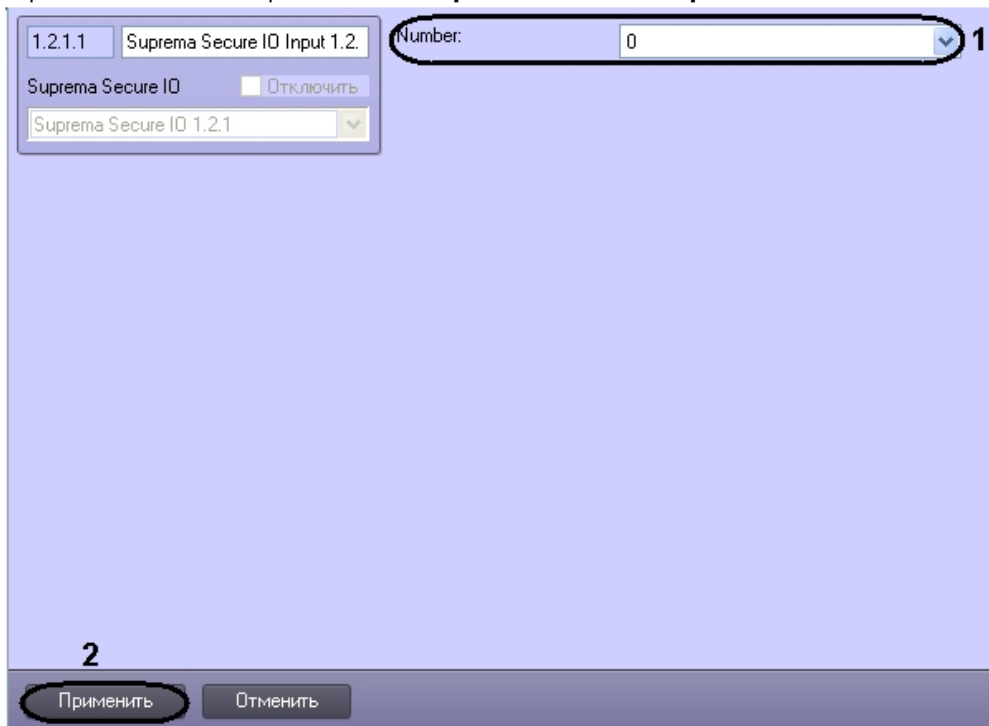 1.2.1.1 Suprema Secure IO Input 1.2.
Number: 0 1
Suprema Secure IO Отключить
Suprema Secure IO 1.2.1
2
Применить Отменить